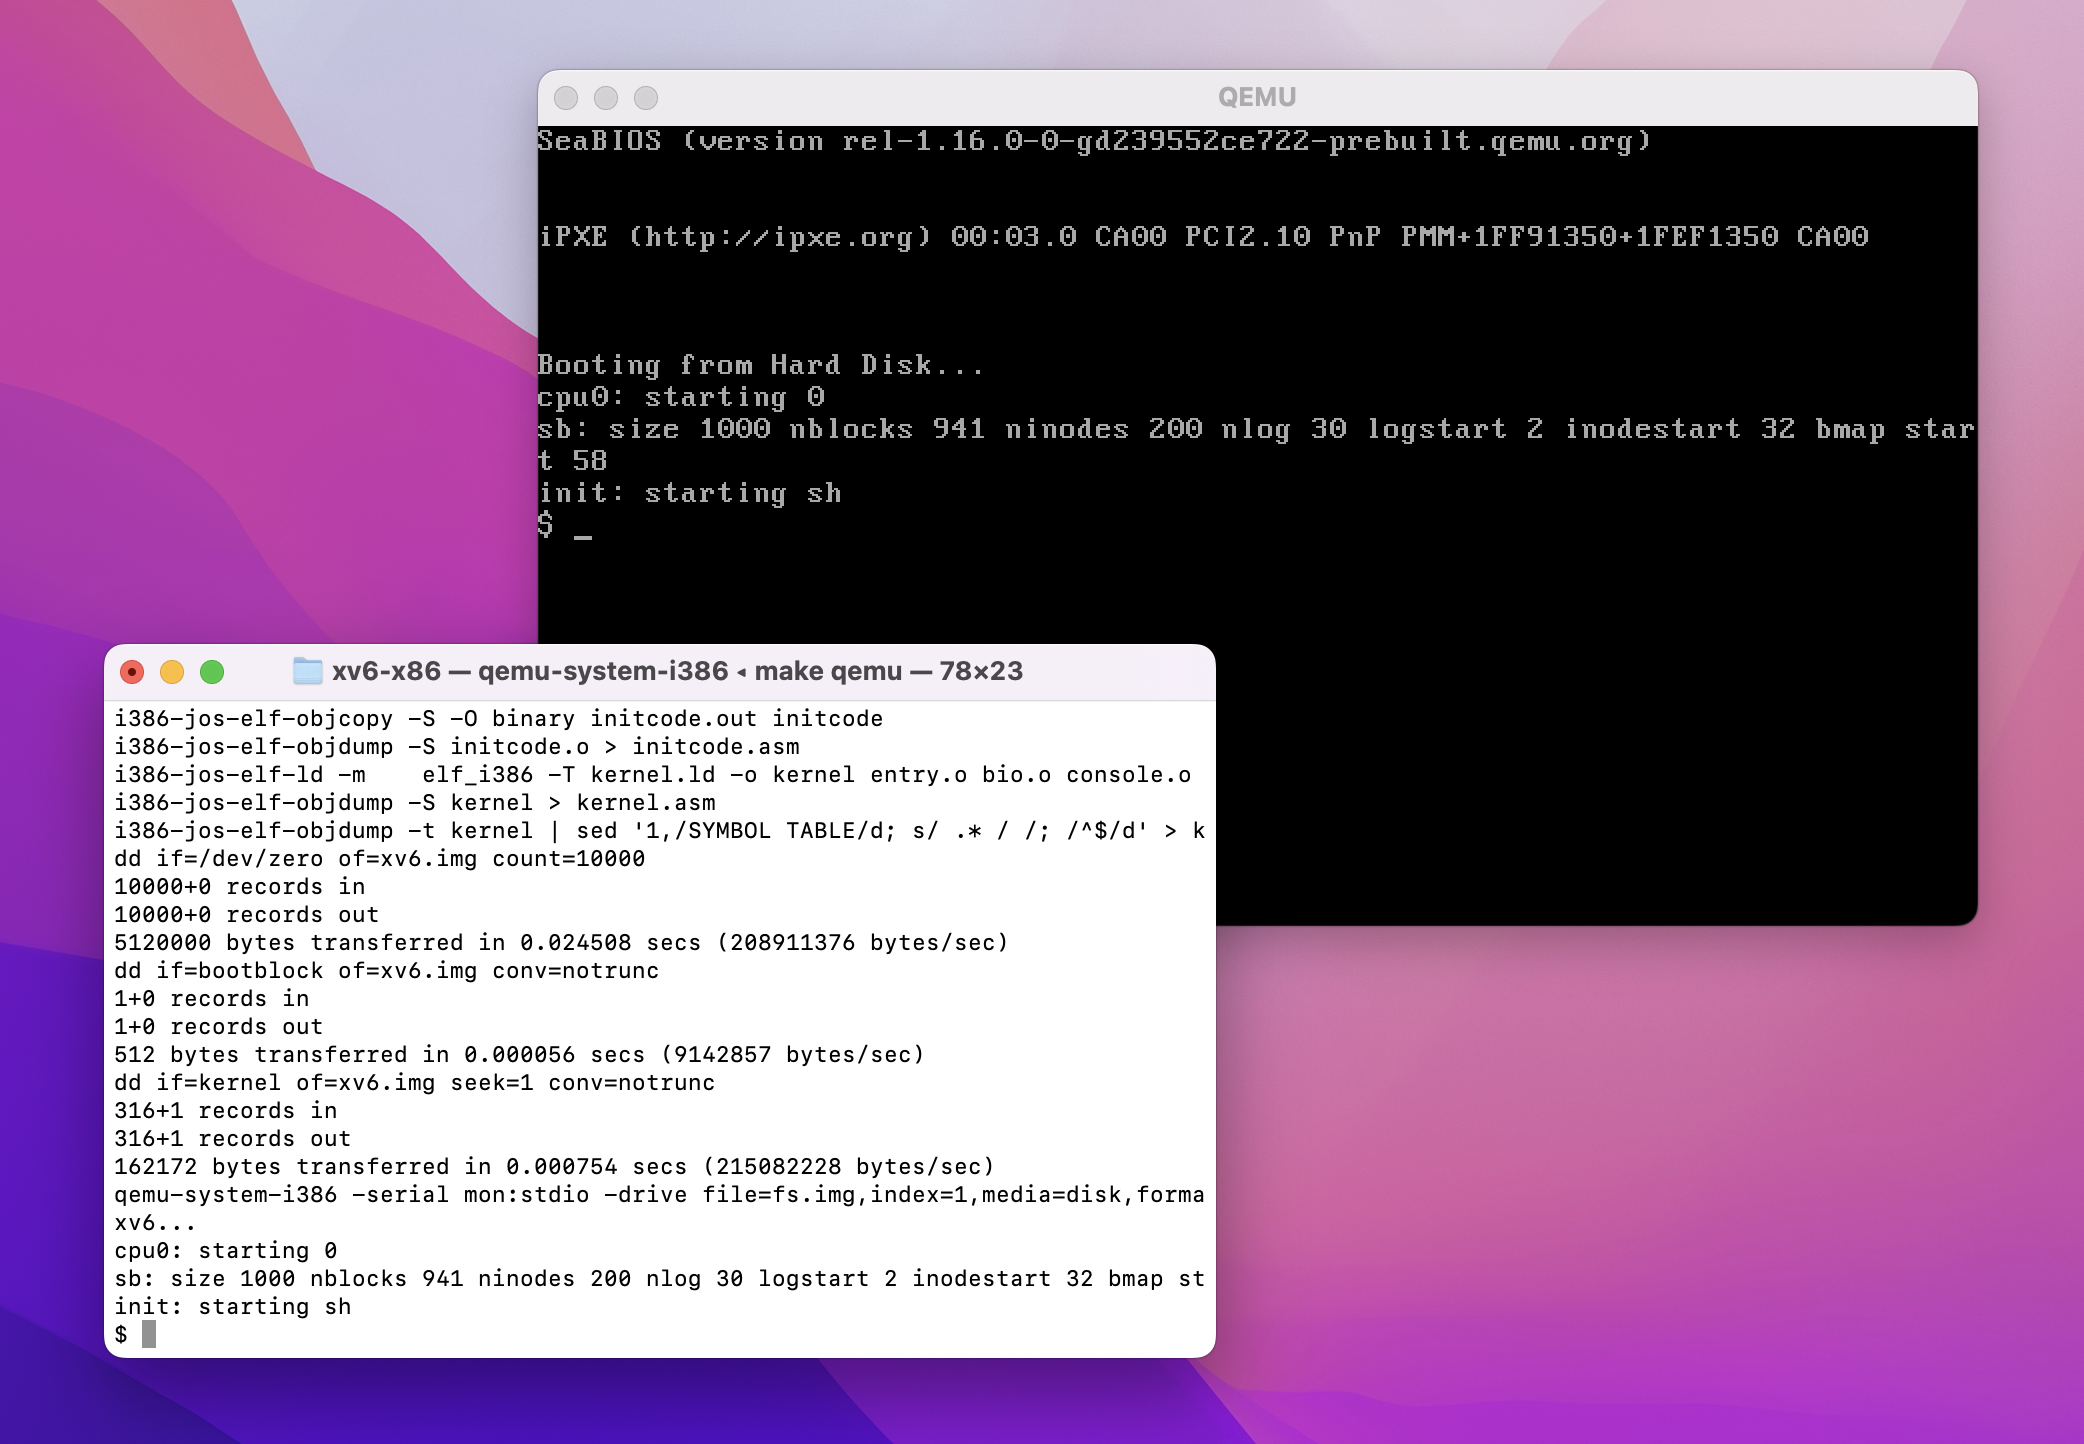 QEMU
SeaBIOS (version rel-1.16.0-0-gd239552ce722-prebuilt.qemu.org)
iPXE (http://ipxe.org) 00:03.0 CA00 PCI2.10 PnP PMM+1FF91350+1FEF1350 CA00
Booting from Hard Disk...
cpu0: starting 0
sb: size 1000 nblocks 941 ninodes 200 nlog 30 logstart 2 inodestart 32 bmap star
t 58
init: starting sh
$ _
xv6-x86 — qemu-system-i386 ◂ make qemu — 78×23
i386-jos-elf-objcopy -S -O binary initcode.out initcode
i386-jos-elf-objdump -S initcode.o > initcode.asm
i386-jos-elf-ld -m    elf_i386 -T kernel.ld -o kernel entry.o bio.o console.o
i386-jos-elf-objdump -S kernel > kernel.asm
i386-jos-elf-objdump -t kernel | sed '1,/SYMBOL TABLE/d; s/ .* / /; /^$/d' > k
dd if=/dev/zero of=xv6.img count=10000
10000+0 records in
10000+0 records out
5120000 bytes transferred in 0.024508 secs (208911376 bytes/sec)
dd if=bootblock of=xv6.img conv=notrunc
1+0 records in
1+0 records out
512 bytes transferred in 0.000056 secs (9142857 bytes/sec)
dd if=kernel of=xv6.img seek=1 conv=notrunc
316+1 records in
316+1 records out
162172 bytes transferred in 0.000754 secs (215082228 bytes/sec)
qemu-system-i386 -serial mon:stdio -drive file=fs.img,index=1,media=disk,forma
xv6...
cpu0: starting 0
sb: size 1000 nblocks 941 ninodes 200 nlog 30 logstart 2 inodestart 32 bmap st
init: starting sh
$